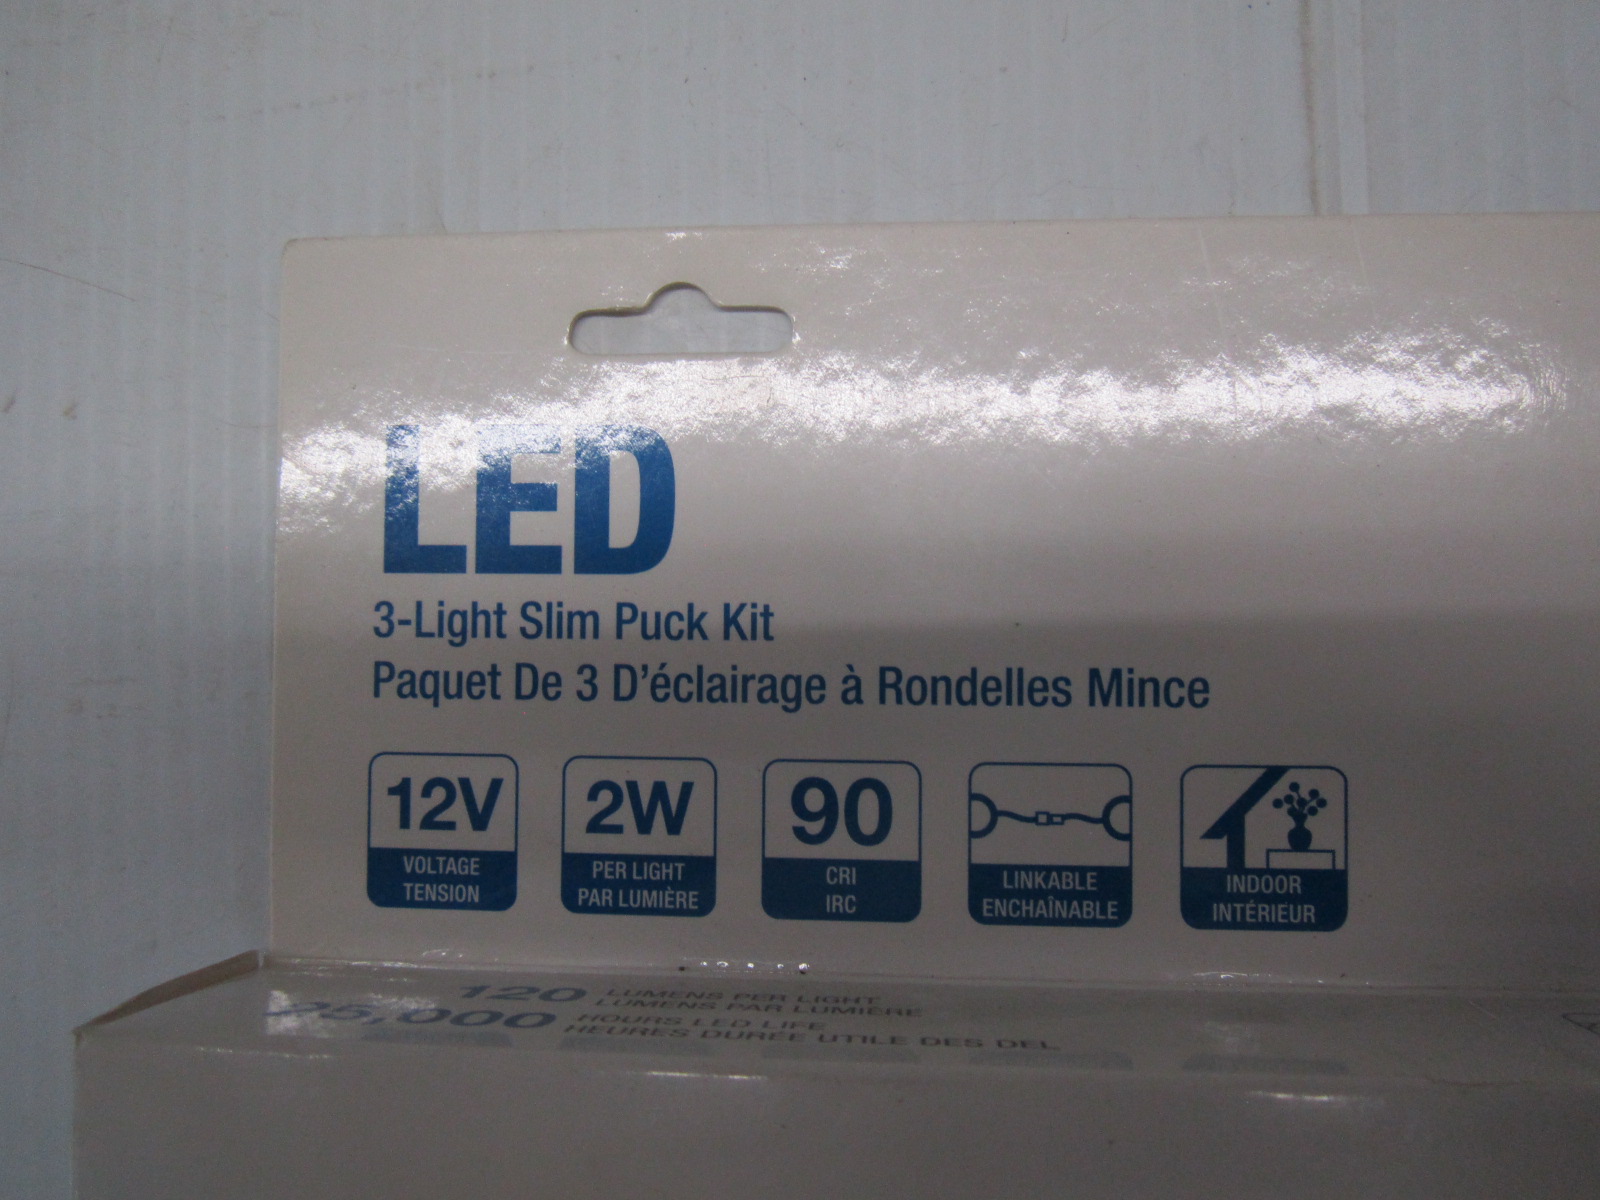 LED
3-Light Slim Puck Kit
Paquet De 3 D'éclairage à Rondelles Mince
12V
VOLTAGE
TENSION
2W
PER LIGHT
PAR LUMIÈRE
90
CRI
IRC
LINKABLE
ENCHAÎNABLE
INDOOR
INTÉRIEUR
120 LUMENS PER LIGHT
LUMENS PAR LUMIÈRE
25,000 HOURS LED LIFE
HEURES DURÉE UTILE DES DEL